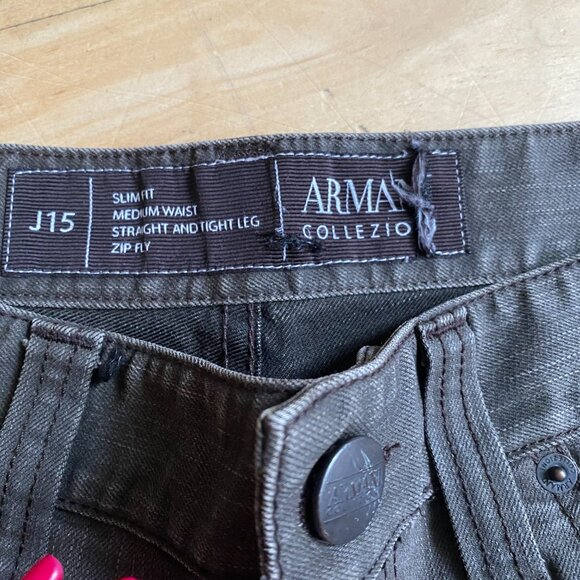 J15
SLIM FIT
MEDIUM WAIST
STRAIGHT AND TIGHT LEG
ZIP FLY
ARMA
COLLEZIO